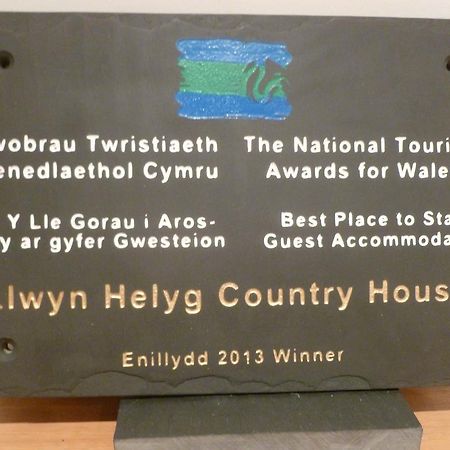 wobrau Twristiaeth
enedlaethol Cymru
Y Lle Gorau i Aros-
y ar gyfer Gwesteion
The National Touri
Awards for Wale
Best Place to Sta
Guest Accommoda
lwyn Helyg Country Hous
Enillydd 2013 Winner